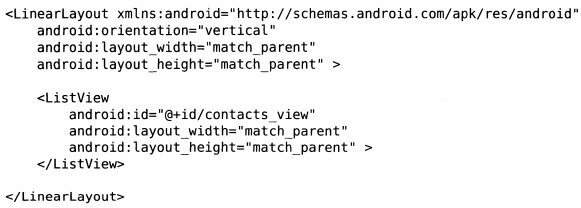 <LinearLayout xmlns:android="http://schemas.android.com/apk/res/android"
    android:orientation="vertical"
    android:layout_width="match_parent"
    android:layout_height="match_parent" >

    <ListView
        android:id="@+id/contacts_view"
        android:layout_width="match_parent"
        android:layout_height="match_parent" >
    </ListView>

</LinearLayout>